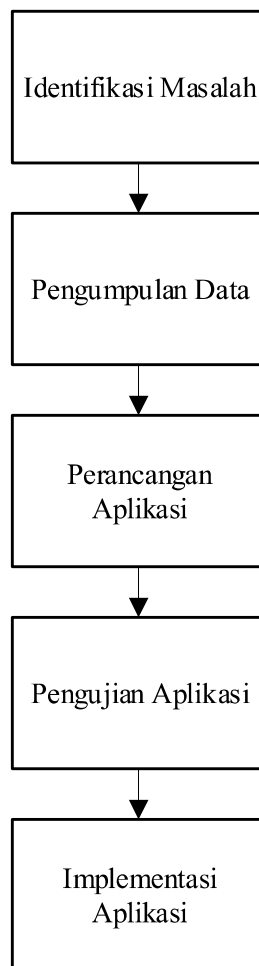 Identifikasi Masalah
Pengumpulan Data
Perancangan
Aplikasi
Pengujian Aplikasi
Implementasi
Aplikasi